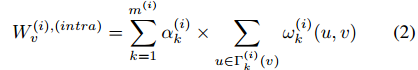 W_v^{(i),(intra)} = \sum_{k=1}^{m^{(i)}} \alpha_k^{(i)} \times \sum_{u \in \Gamma_k^{(i)}(v)} \omega_k^{(i)}(u, v) (2)